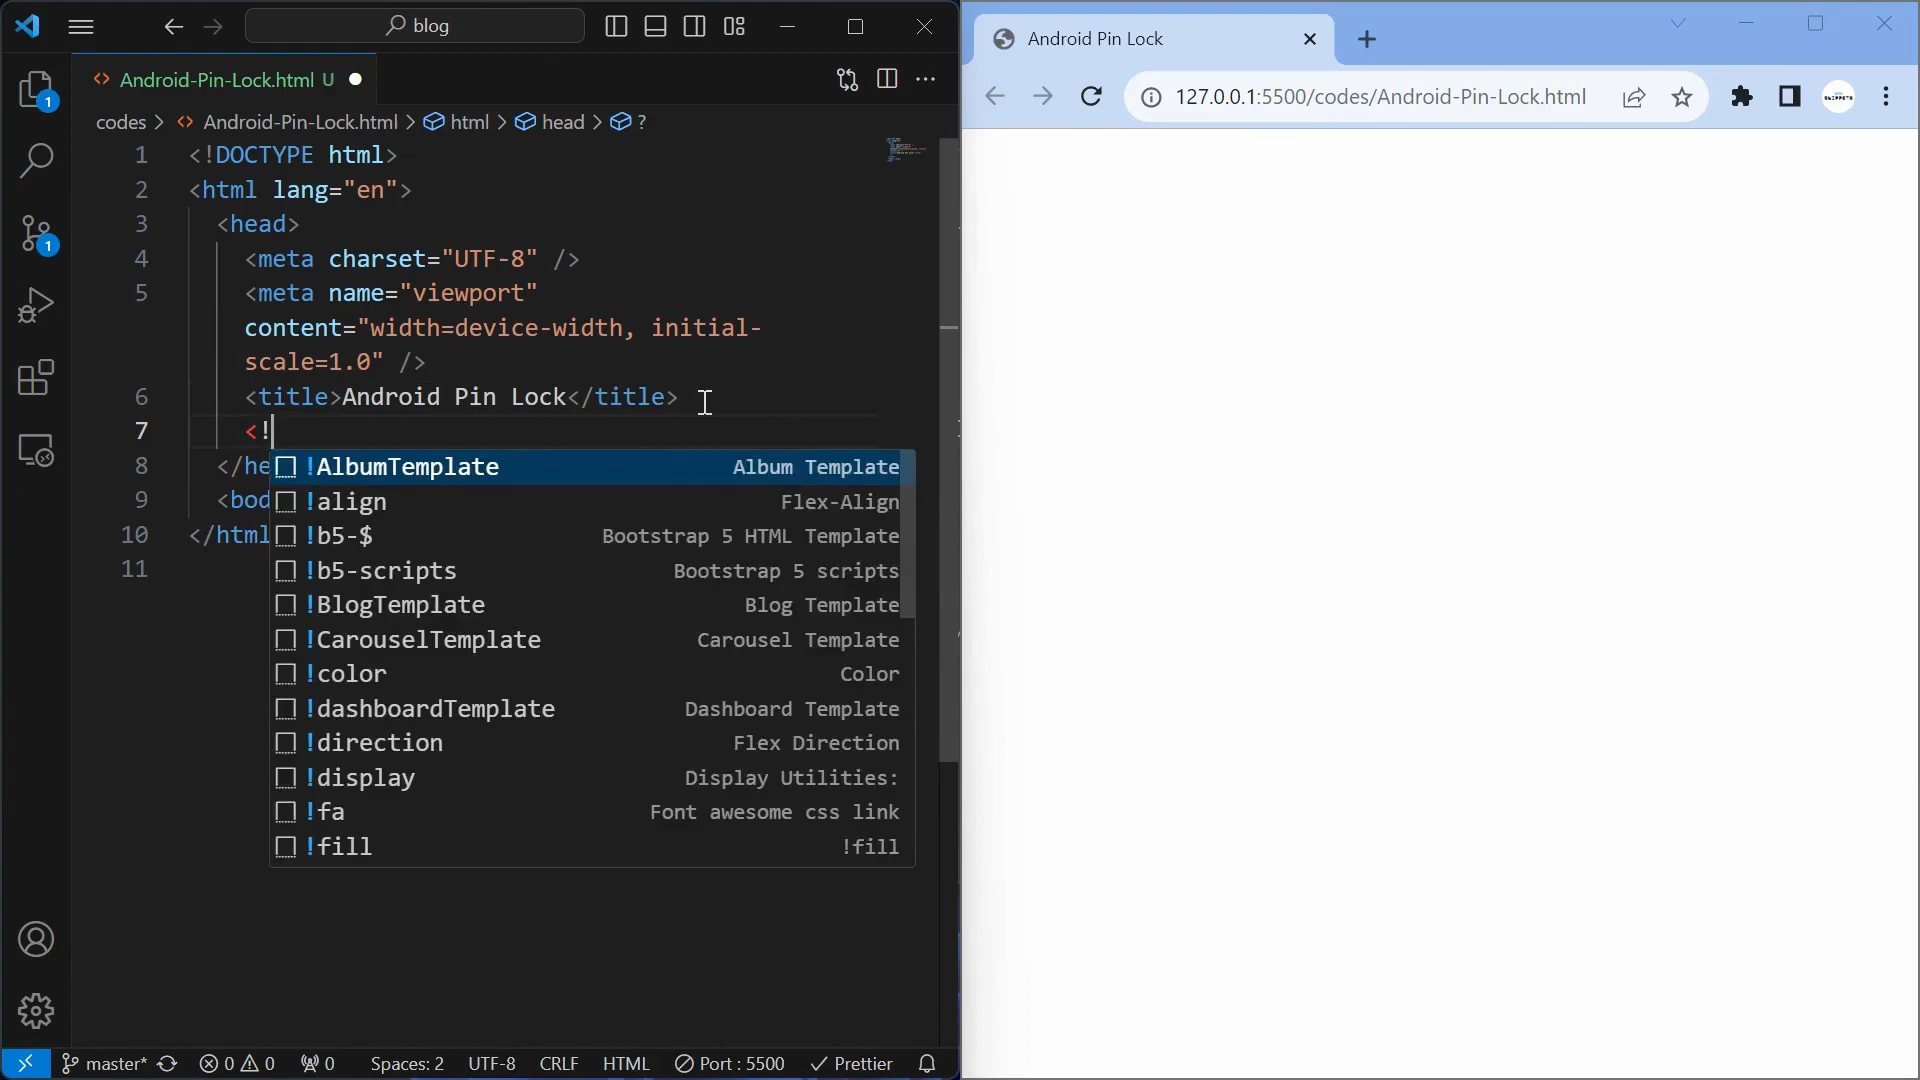 blog
Android-Pin-Lock.html U
codes > Android-Pin-Lock.html > html > head > ?
1 <!DOCTYPE html>
2 <html lang="en">
3 <head>
4 <meta charset="UTF-8" />
5 <meta name="viewport"
content="width=device-width, initial-
scale=1.0" />
6 <title>Android Pin Lock</title>
7 <!
8 </he
9 <bod
10 </html
11
!AlbumTemplate Album Template
!align Flex-Align
!b5-$ Bootstrap 5 HTML Template
!b5-scripts Bootstrap 5 scripts
!BlogTemplate Blog Template
!CarouselTemplate Carousel Template
!color Color
!dashboardTemplate Dashboard Template
!direction Flex Direction
!display Display Utilities:
!fa Font awesome css link
!fill !fill
1
1
master* 0 0 0 Spaces: 2 UTF-8 CRLF HTML Port : 5500 Prettier
Android Pin Lock
127.0.0.1:5500/codes/Android-Pin-Lock.html